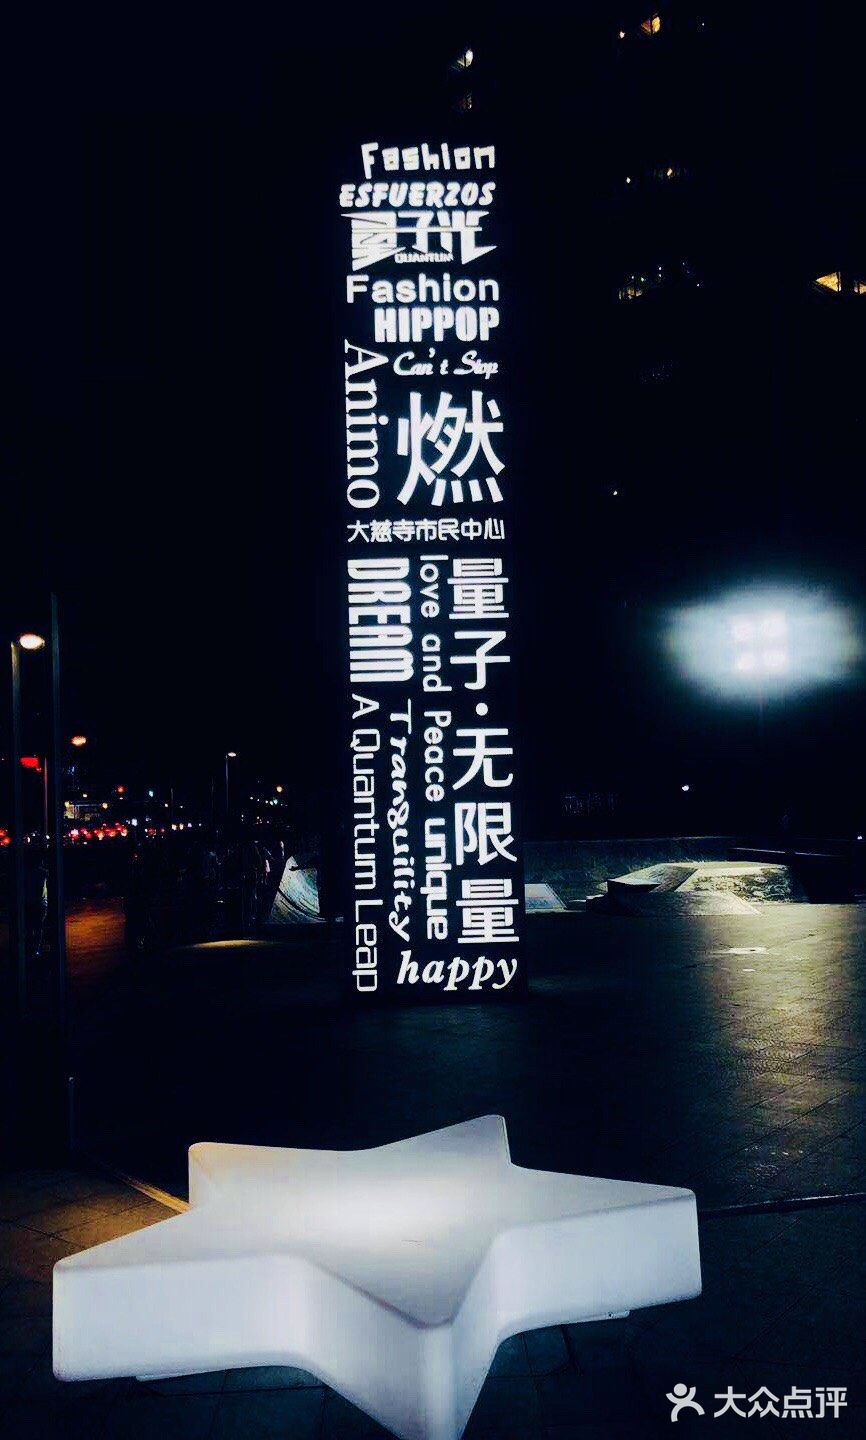 Fashion
ESFUERZOS
量子光
QUANTUM
Fashion
HIPPOP
Can't Stop
Animo
燃
大慈寺市民中心
DREAM
love and Peace
量子·无限量
A Quantum Leap
Tranguility
unique
happy
大众点评